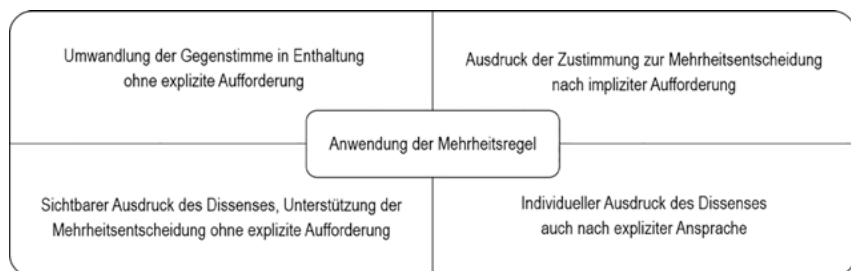 Umwandlung der Gegenstimme in Enthaltung
ohne explizite Aufforderung
Ausdruck der Zustimmung zur Mehrheitsentscheidung
nach impliziter Aufforderung
Anwendung der Mehrheitsregel
Sichtbarer Ausdruck des Dissenses, Unterstützung der
Mehrheitsentscheidung ohne explizite Aufforderung
Individueller Ausdruck des Dissenses
auch nach expliziter Ansprache